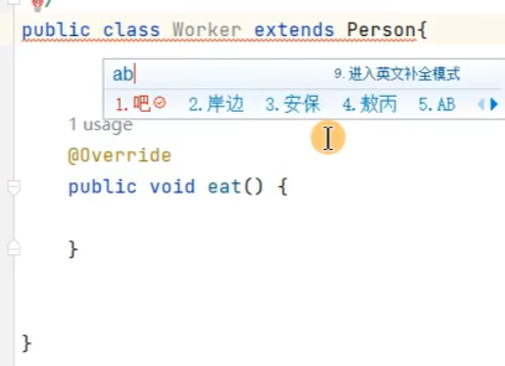 public class Worker extends Person{
ab 9.进入英文补全模式
1.吧 2.岸边 3.安保 4.敖丙 5.AB
1 usage
@Override
public void eat() {
}
}